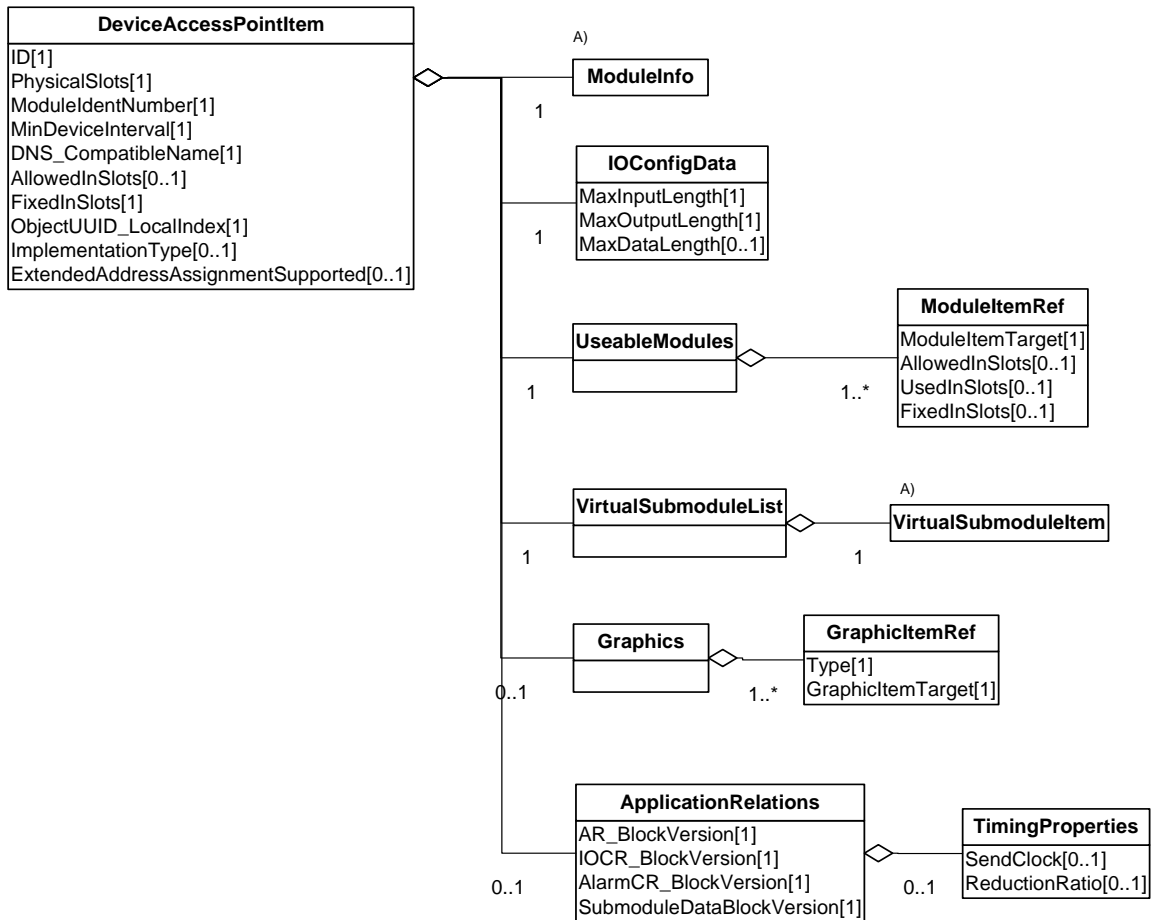 DeviceAccessPointItem
ID[1]
PhysicalSlots[1]
ModuleIdentNumber[1]
MinDeviceInterval[1]
DNS_CompatibleName[1]
AllowedInSlots[0..1]
FixedInSlots[1]
ObjectUUID_LocalIndex[1]
ImplementationType[0..1]
ExtendedAddressAssignmentSupported[0..1]
A)
ModuleInfo
1
IOConfigData
MaxInputLength[1]
MaxOutputLength[1]
MaxDataLength[0..1]
1
UseableModules
1
ModuleItemRef
ModuleItemTarget[1]
AllowedInSlots[0..1]
UsedInSlots[0..1]
FixedInSlots[0..1]
1..*
VirtualSubmoduleList
1
A)
VirtualSubmoduleItem
1
Graphics
0..1
GraphicItemRef
Type[1]
GraphicItemTarget[1]
1..*
ApplicationRelations
AR_BlockVersion[1]
IOCR_BlockVersion[1]
AlarmCR_BlockVersion[1]
SubmoduleDataBlockVersion[1]
0..1
TimingProperties
SendClock[0..1]
ReductionRatio[0..1]
0..1